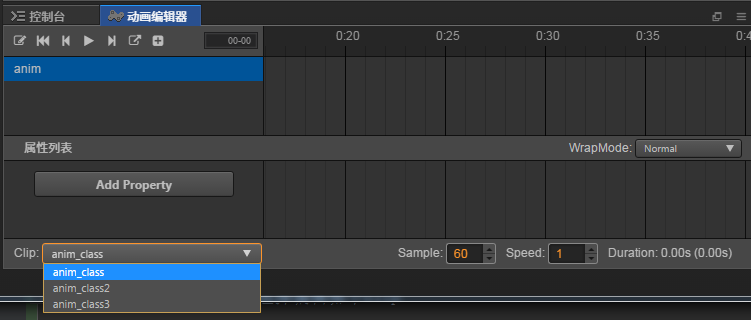 控制台 动画编辑器
00-00 0:20 0:25 0:30 0:35
anim
属性列表 WrapMode: Normal
Add Property
Clip: anim_class Sample: 60 Speed: 1 Duration: 0.00s (0.00s)
anim_class
anim_class2
anim_class3